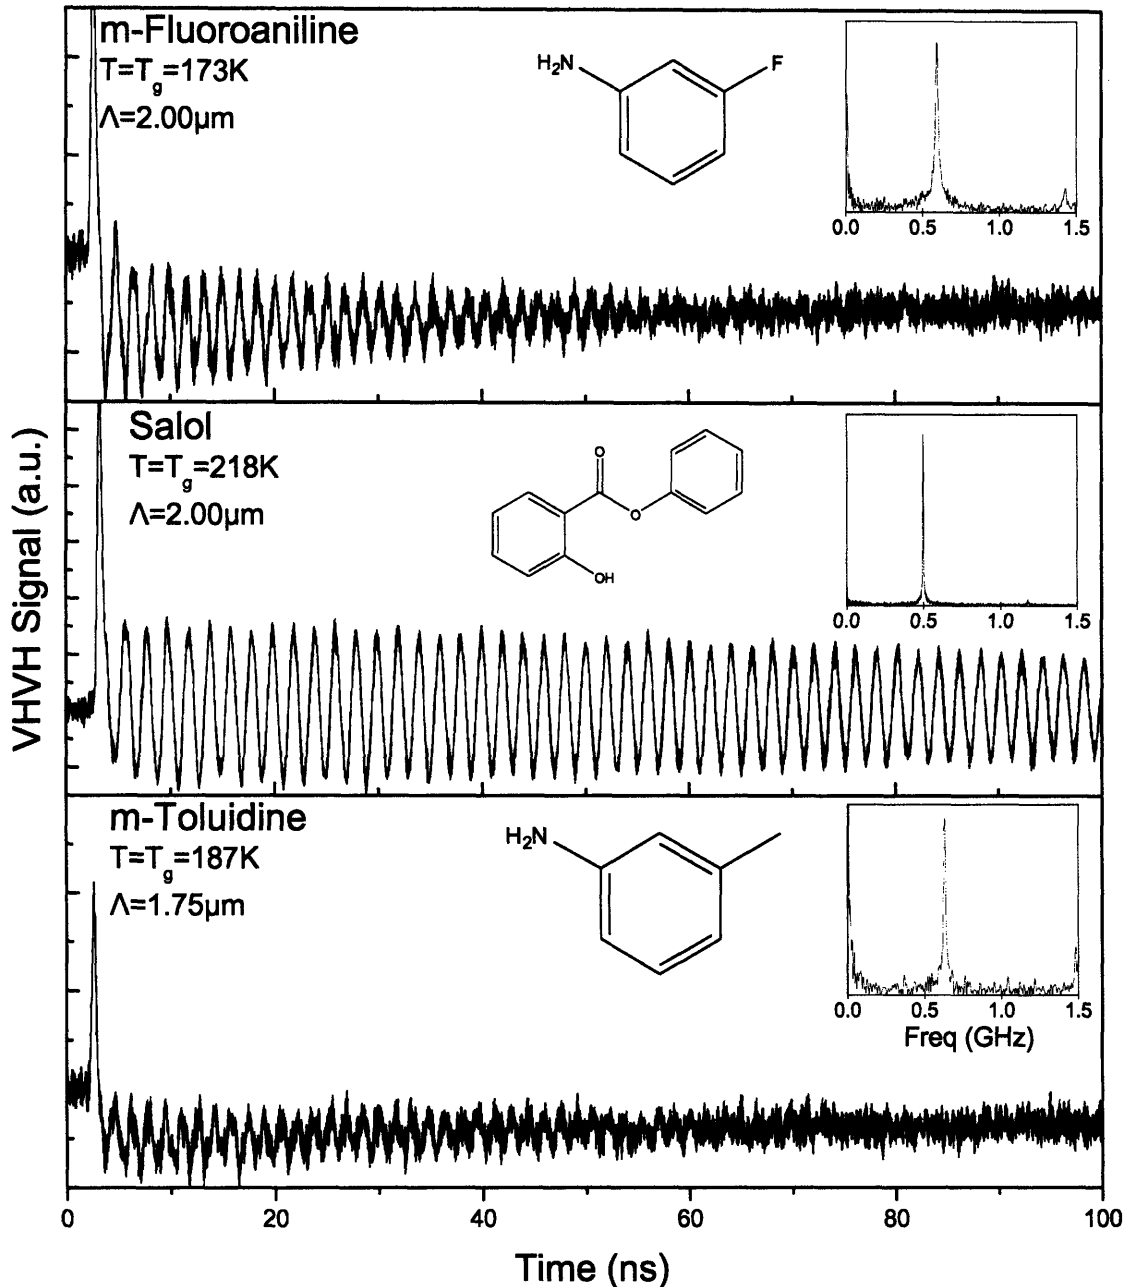 m-Fluoroaniline
T=Tg=173K
Λ=2.00µm
H₂N
F
0.0 0.5 1.0 1.5
Salol
T=Tg=218K
Λ=2.00µm
O
O
OH
0.0 0.5 1.0 1.5
m-Toluidine
T=Tg=187K
Λ=1.75µm
H₂N
0.0 0.5 1.0 1.5
Freq (GHz)
VHVH Signal (a.u.)
0 20 40 60 80 100
Time (ns)